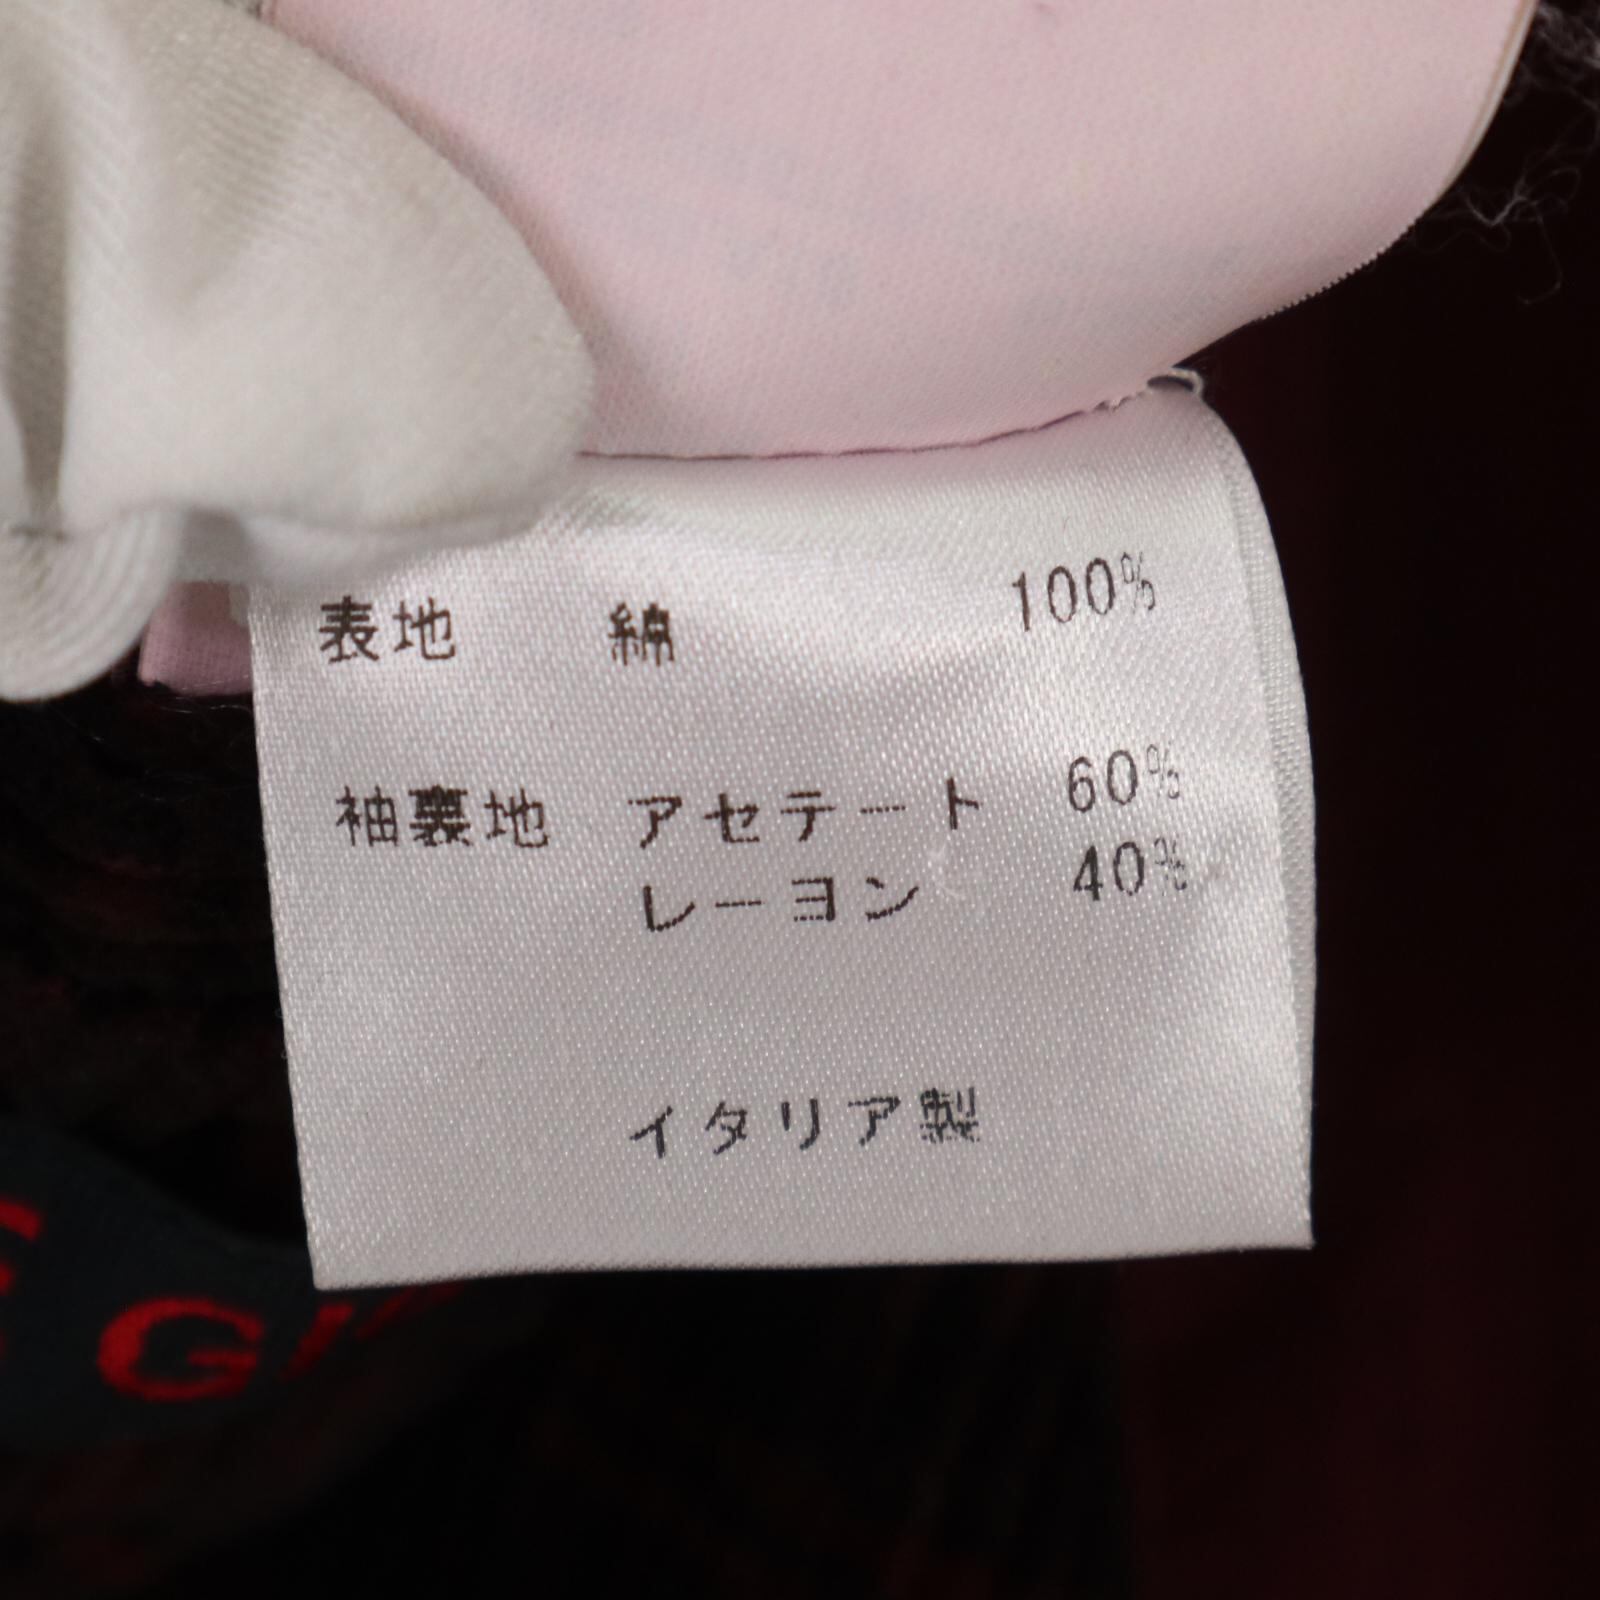 表地 綿 100%
袖裏地 アセテート 60%
レーヨン 40%
イタリア製